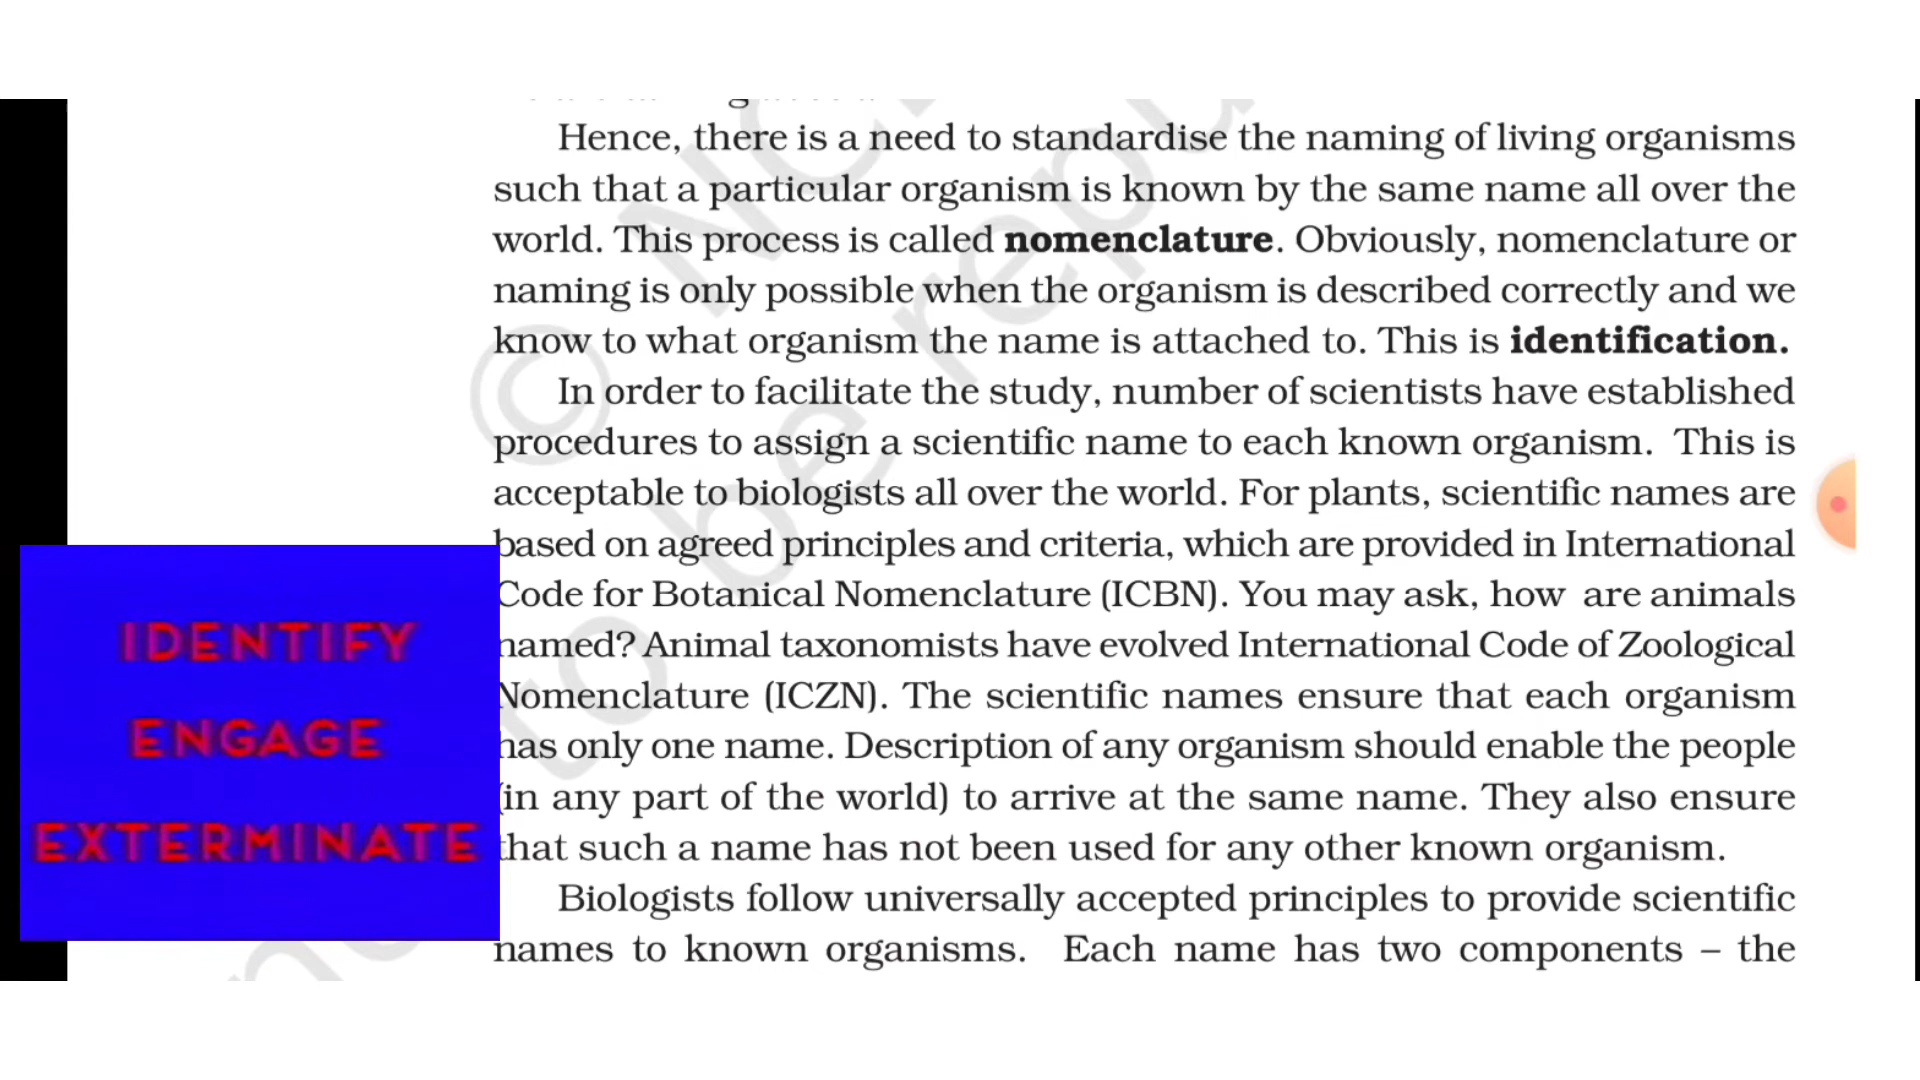 Hence, there is a need to standardise the naming of living organisms
such that a particular organism is known by the same name all over the
world. This process is called nomenclature. Obviously, nomenclature or
naming is only possible when the organism is described correctly and we
know to what organism the name is attached to. This is identification.
In order to facilitate the study, number of scientists have established
procedures to assign a scientific name to each known organism. This is
acceptable to biologists all over the world. For plants, scientific names are
based on agreed principles and criteria, which are provided in International
Code for Botanical Nomenclature (ICBN). You may ask, how are animals
named? Animal taxonomists have evolved International Code of Zoological
Nomenclature (ICZN). The scientific names ensure that each organism
has only one name. Description of any organism should enable the people
(in any part of the world) to arrive at the same name. They also ensure
that such a name has not been used for any other known organism.
Biologists follow universally accepted principles to provide scientific
names to known organisms. Each name has two components – the
IDENTIFY
ENGAGE
EXTERMINATE
© NC
to be repu